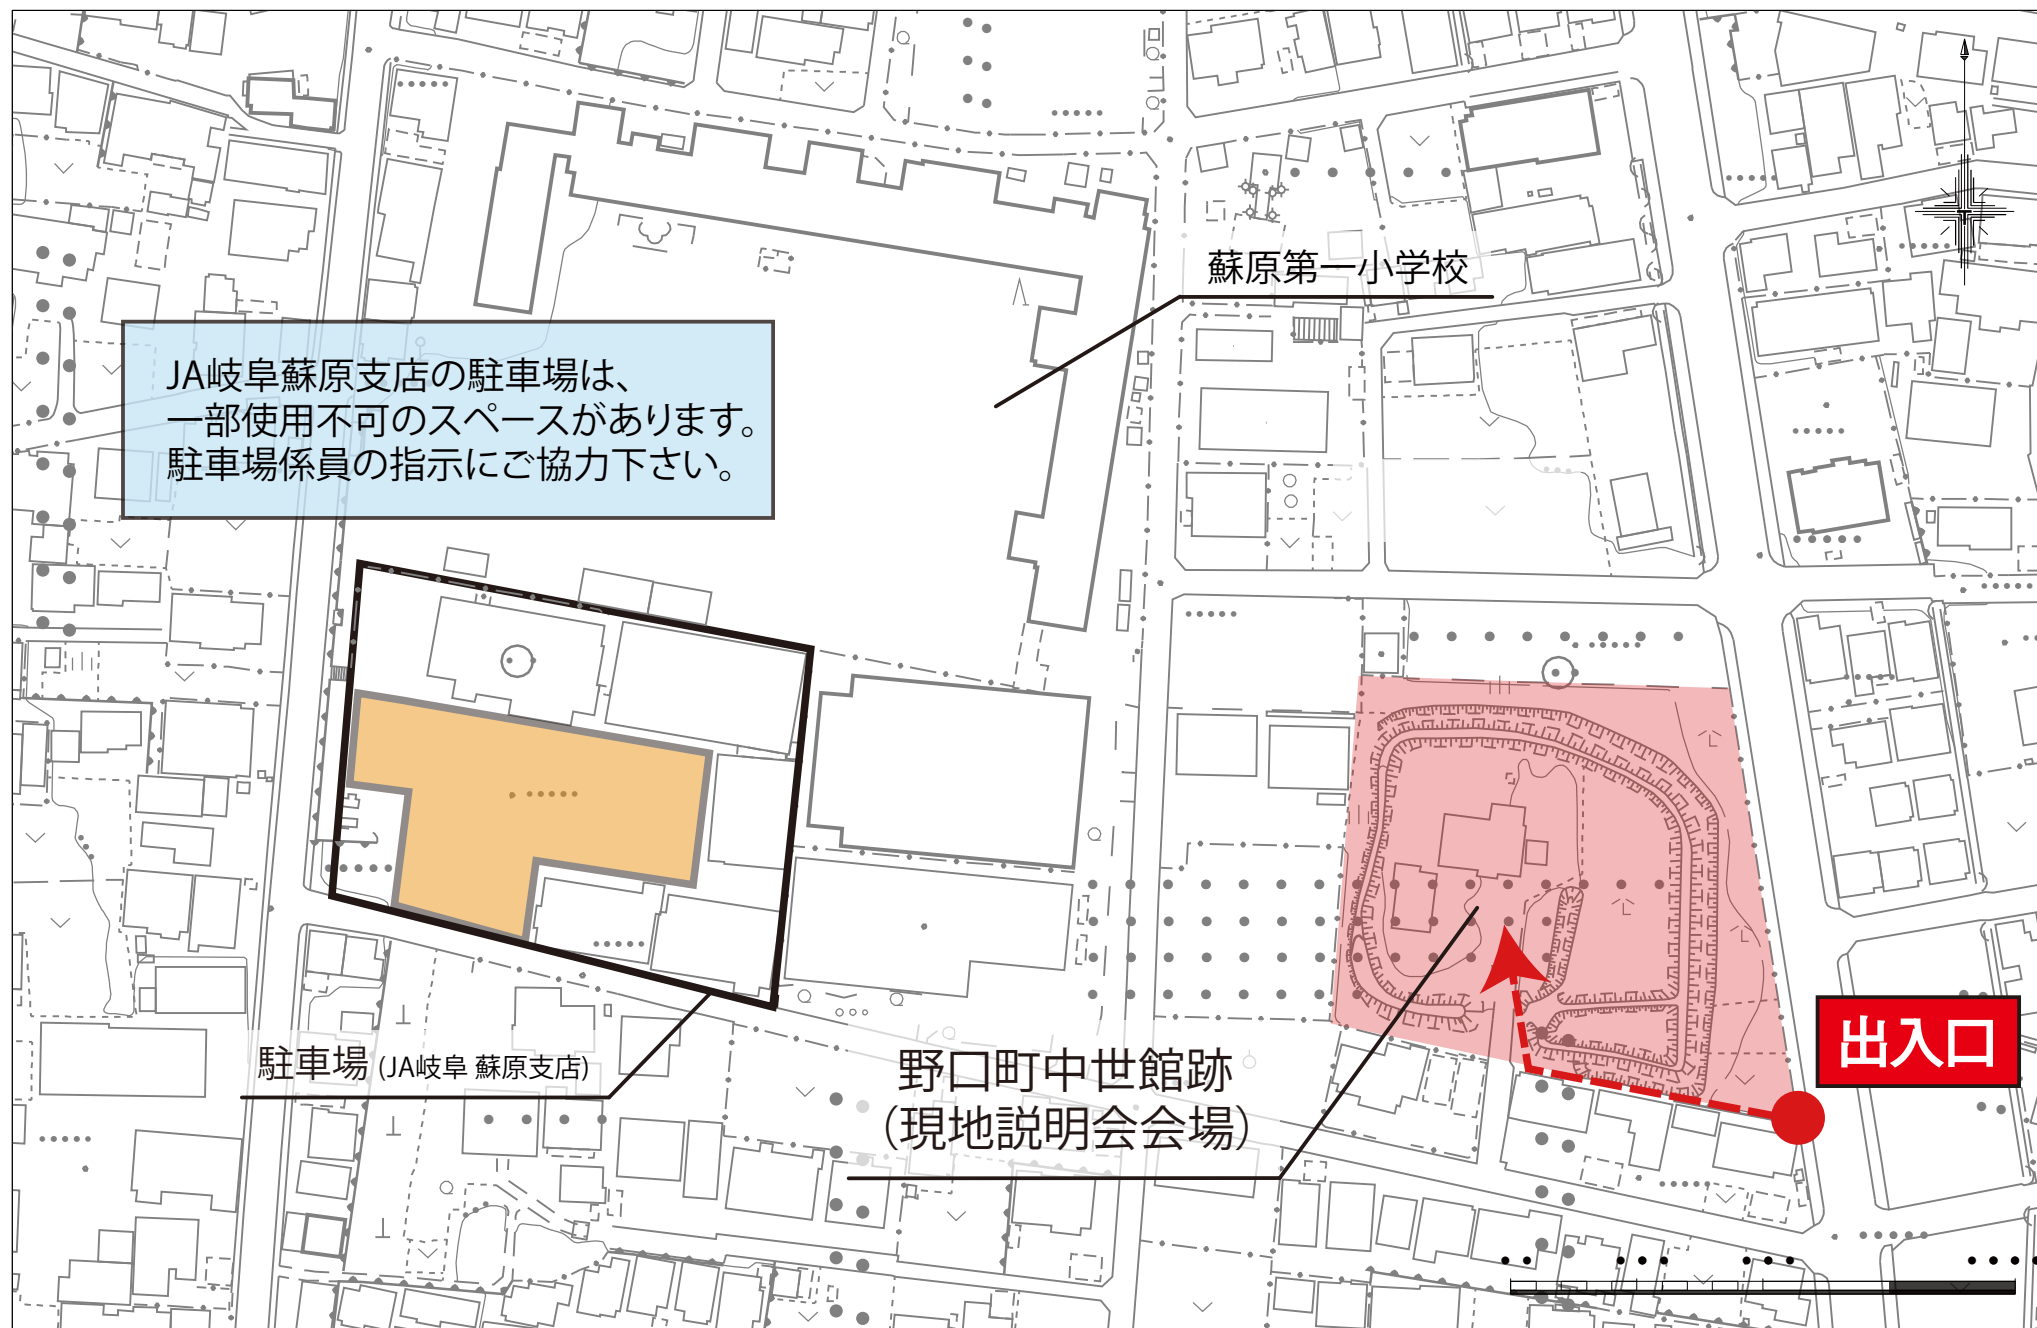 蘇原第一小学校
JA岐阜蘇原支店の駐車場は、
一部使用不可のスペースがあります。
駐車場係員の指示にご協力下さい。
出入口
駐車場 (JA岐阜 蘇原支店)
野口町中世館跡
（現地説明会会場）